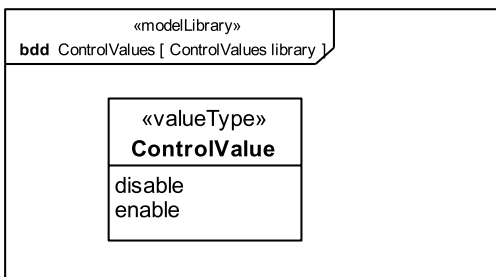 «modelLibrary»
bdd ControlValues [ ControlValues library ]
«valueType»
ControlValue
disable
enable